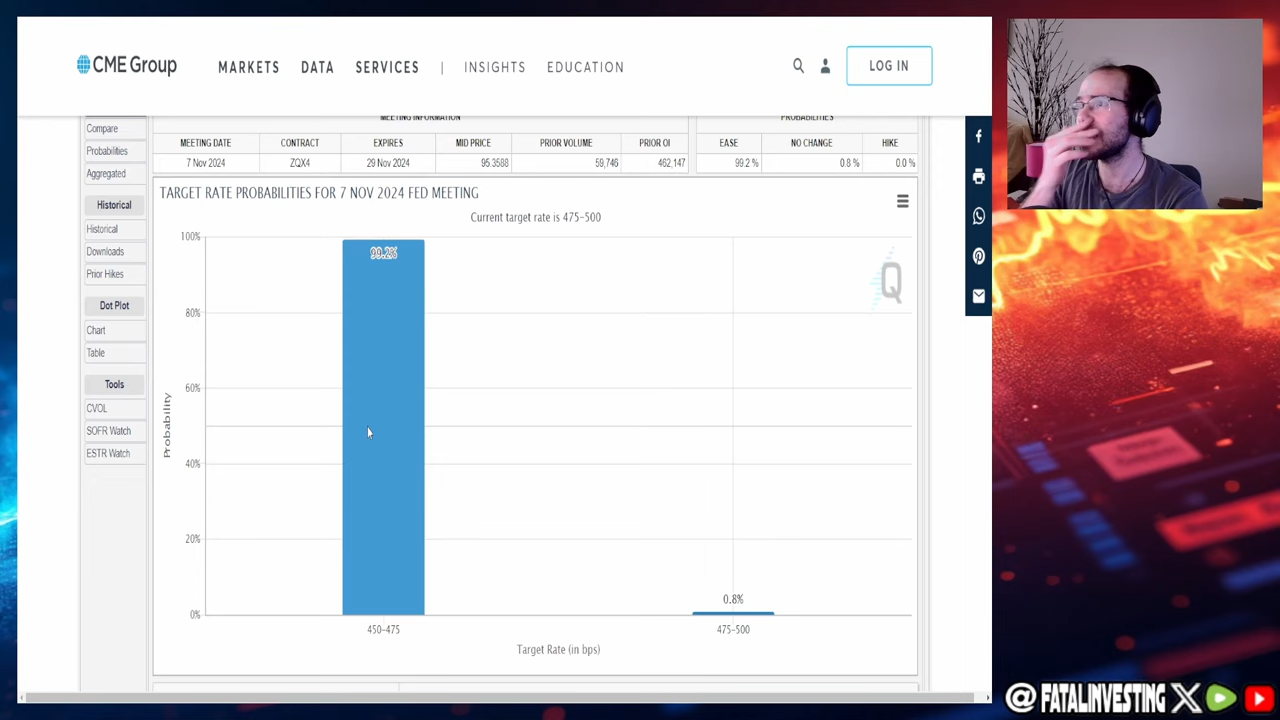 CME Group
MARKETS DATA SERVICES | INSIGHTS EDUCATION
LOG IN
Compare
Probabilities
Aggregated
Historical
Historical
Downloads
Prior Hikes
Dot Plot
Chart
Table
Tools
CVOL
SOFR Watch
ESTR Watch
MEETING INFORMATION
MEETING DATE CONTRACT EXPIRES MID PRICE PRIOR VOLUME PRIOR OI
7 Nov 2024 ZQX4 29 Nov 2024 95.3588 59,746 462,147
PROBABILITIES
EASE NO CHANGE HIKE
99.2 % 0.8 % 0.0 %
TARGET RATE PROBABILITIES FOR 7 NOV 2024 FED MEETING
Current target rate is 475-500
Probability
100%
80%
60%
40%
20%
0%
99.2%
0.8%
450-475
475-500
Target Rate (in bps)
Q
@FATALINVESTING